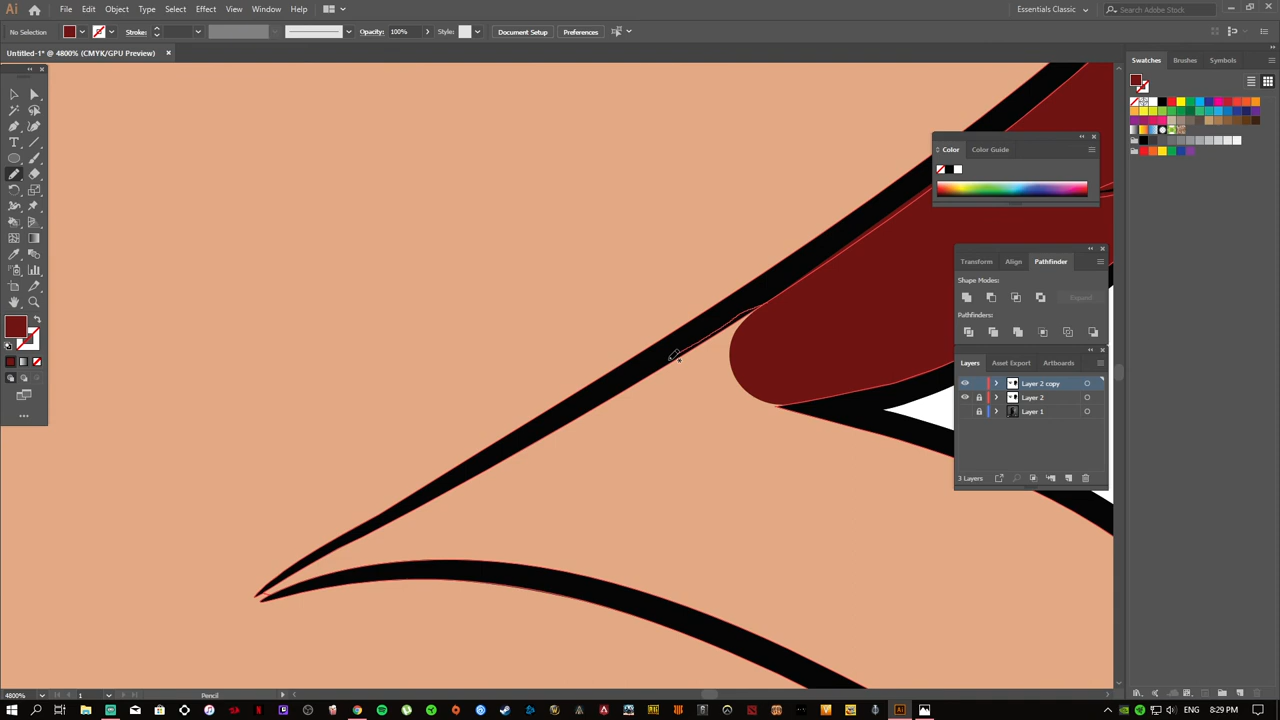 Ai File Edit Object Type Select Effect View Window Help Essentials Classic Search Adobe Stock
No Selection Stroke: Opacity: 100% Style: Document Setup Preferences
Untitled-1* @ 4800% (CMYK/GPU Preview)
Swatches Brushes Symbols
Color Color Guide
Transform Align Pathfinder
Shape Modes:
Expand
Pathfinders:
Layers Asset Export Artboards
Layer 2 copy
Layer 2
Layer 1
3 Layers
4800% 1 Pencil
ENG 8:29 PM